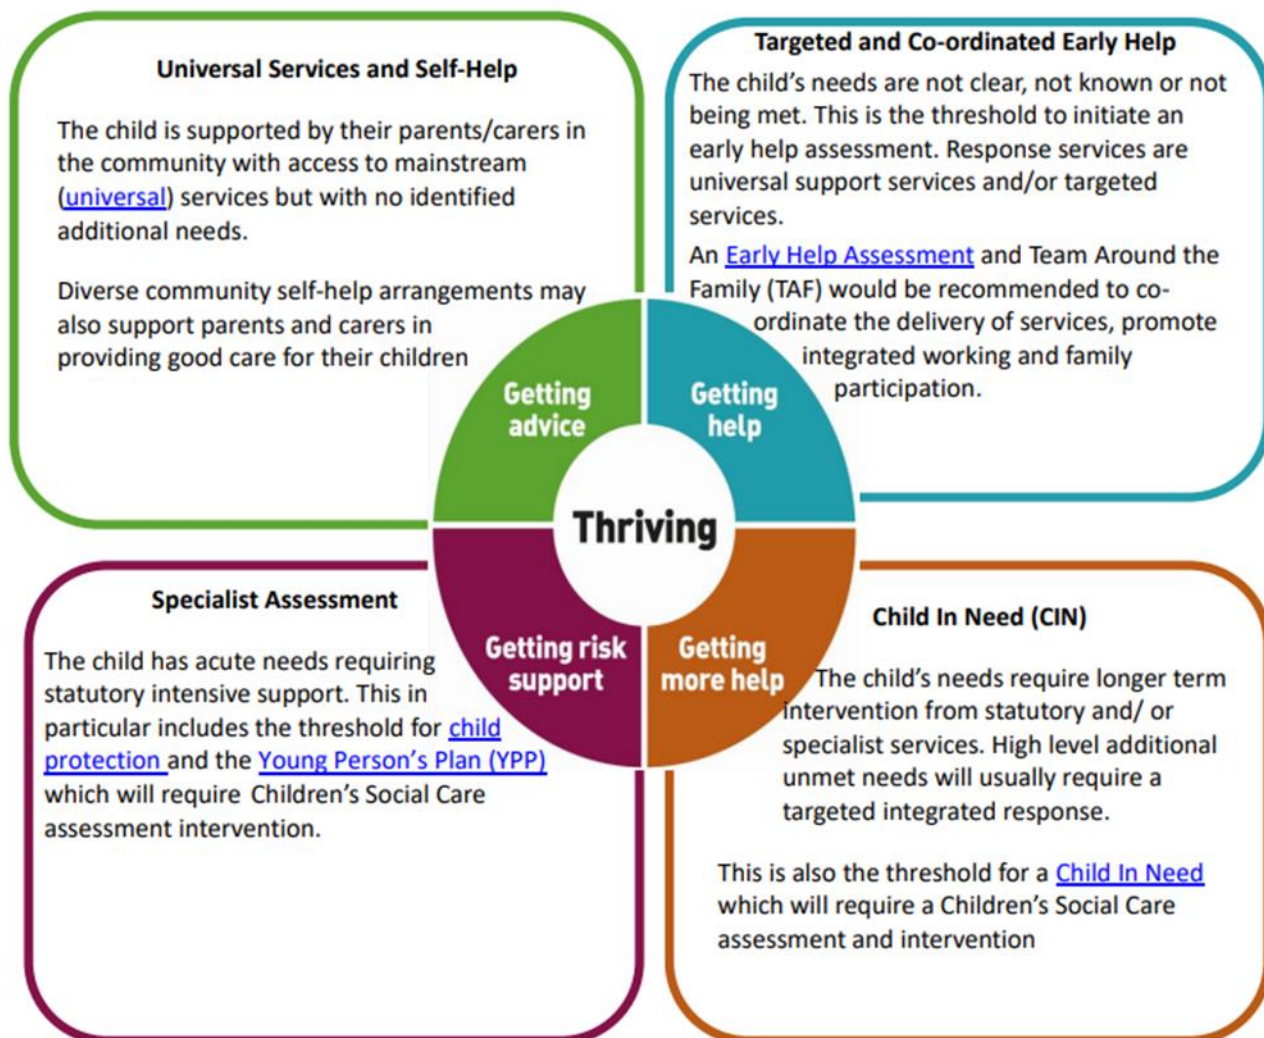 Universal Services and Self-Help
The child is supported by their parents/carers in
the community with access to mainstream
(universal) services but with no identified
additional needs.
Diverse community self-help arrangements may
also support parents and carers in
providing good care for their children
Targeted and Co-ordinated Early Help
The child's needs are not clear, not known or not
being met. This is the threshold to initiate an
early help assessment. Response services are
universal support services and/or targeted
services.
An Early Help Assessment and Team Around the
Family (TAF) would be recommended to co-
ordinate the delivery of services, promote
integrated working and family
participation.
Getting
advice
Getting
help
Thriving
Getting risk
support
Getting
more help
Specialist Assessment
The child has acute needs requiring
statutory intensive support. This in
particular includes the threshold for child
protection and the Young Person's Plan (YPP)
which will require Children's Social Care
assessment intervention.
Child In Need (CIN)
The child's needs require longer term
intervention from statutory and/ or
specialist services. High level additional
unmet needs will usually require a
targeted integrated response.
This is also the threshold for a Child In Need
which will require a Children's Social Care
assessment and intervention